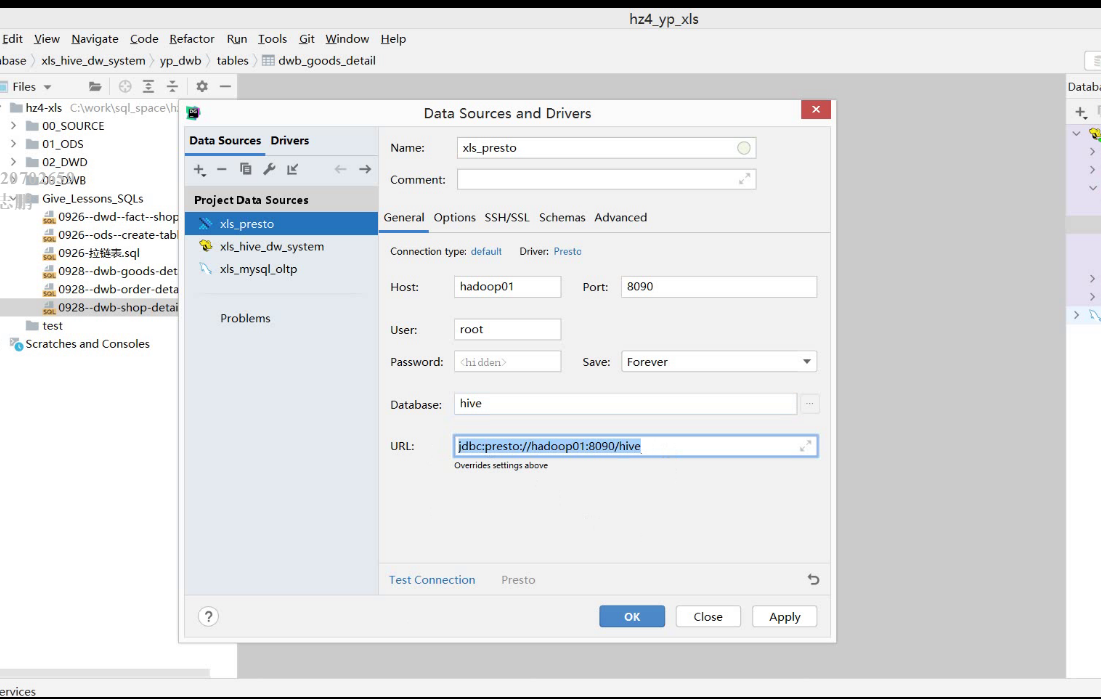 hz4_yp_xls
Edit View Navigate Code Refactor Run Tools Git Window Help
base xls_hive_dw_system yp_dwb tables dwb_goods_detail
Files
Databa
hz4-xls C:\work\sql_space\hz
00_SOURCE
01_ODS
02_DWD
03_DWB
Give_Lessons_SQLs
0926--dwd--fact--shop
0926--ods--create-tabl
0926-拉链表.sql
0928--dwb-goods-det
0928--dwb-order-deta
0928--dwb-shop-detai
test
Scratches and Consoles
Data Sources and Drivers
Data Sources Drivers
Project Data Sources
xls_presto
xls_hive_dw_system
xls_mysql_oltp
Problems
Name: xls_presto
Comment:
General Options SSH/SSL Schemas Advanced
Connection type: default Driver: Presto
Host: hadoop01 Port: 8090
User: root
Password: <hidden> Save: Forever
Database: hive
URL: jdbc:presto://hadoop01:8090/hive
Overrides settings above
Test Connection Presto
? OK Close Apply
ervices